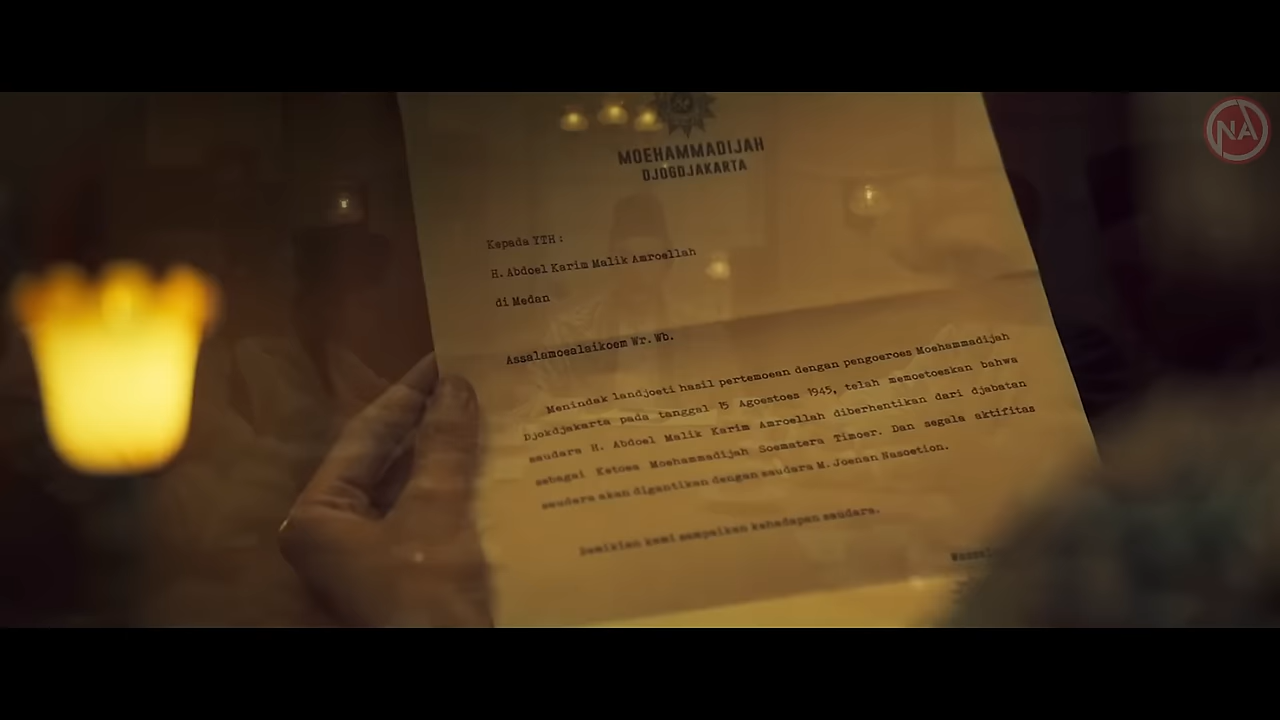 NA
MOEHAMMADIJAH
DJOGDJAKARTA
Kepada YTH :
H. Abdoel Karim Malik Amroellah
di Medan
Assalamoealaikoem Wr. Wb.
Menindak landjoeti hasil pertemoean dengan pengoeroes Moehammadijah
Djokdjakarta pada tanggal 15 Agoestoes 1945, telah memoetoeskan bahwa
saudara H. Abdoel Malik Karim Amroellah diberhentikan dari djabatan
sebagai Ketoea Moehammadijah Soematera Timoer. Dan segala aktifitas
saudara akan digantikan dengan saudara M. Joenan Nasoetion.
Demikian kami sampaikan kehadapan saudara.